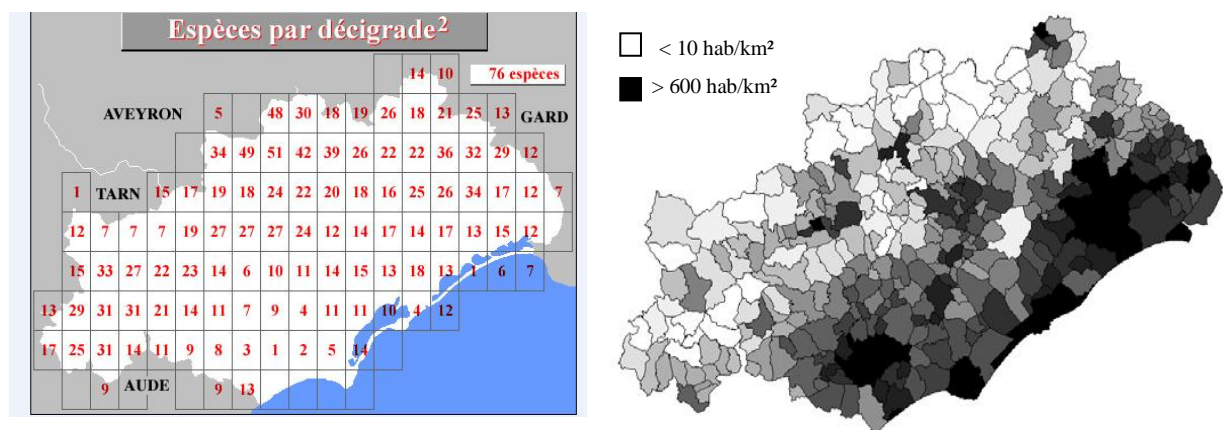 Espèces par décigrade²
14 10 76 espèces
AVEYRON 5 48 30 18 19 26 18 21 25 13 GARD
34 49 51 42 39 26 22 22 36 32 29 12
1 TARN 15 17 19 18 24 22 20 18 16 25 26 34 17 12 7
12 7 7 7 19 27 27 27 24 12 14 17 14 17 13 15 12
15 33 27 22 23 14 6 10 11 14 15 13 18 13 1 6 7
13 29 31 31 21 14 11 7 9 4 11 11 10 4 12
17 25 31 14 11 9 8 3 1 2 5 14
9 AUDE 9 13
< 10 hab/km²
> 600 hab/km²